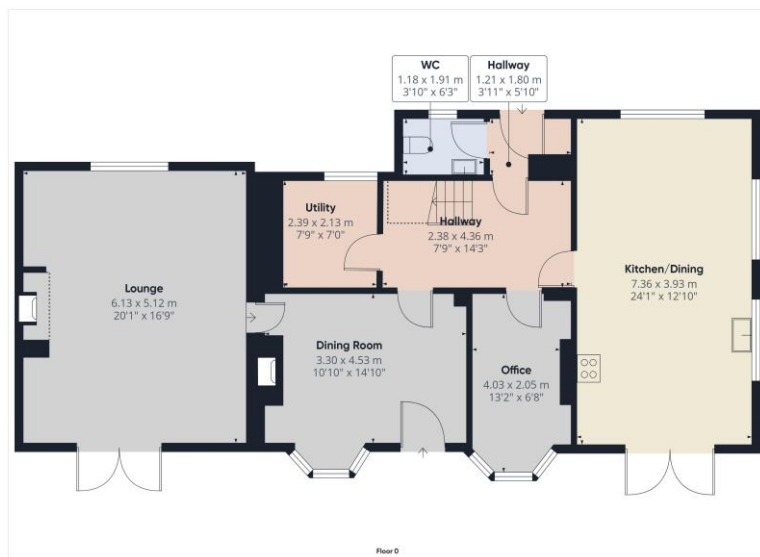 WC
1.18 x 1.91 m
3'10" x 6'3"
Hallway
1.21 x 1.80 m
3'11" x 5'10"
Utility
2.39 x 2.13 m
7'9" x 7'0"
Hallway
2.38 x 4.36 m
7'9" x 14'3"
Kitchen/Dining
7.36 x 3.93 m
24'1" x 12'10"
Lounge
6.13 x 5.12 m
20'1" x 16'9"
Dining Room
3.30 x 4.53 m
10'10" x 14'10"
Office
4.03 x 2.05 m
13'2" x 6'8"
Floor 0